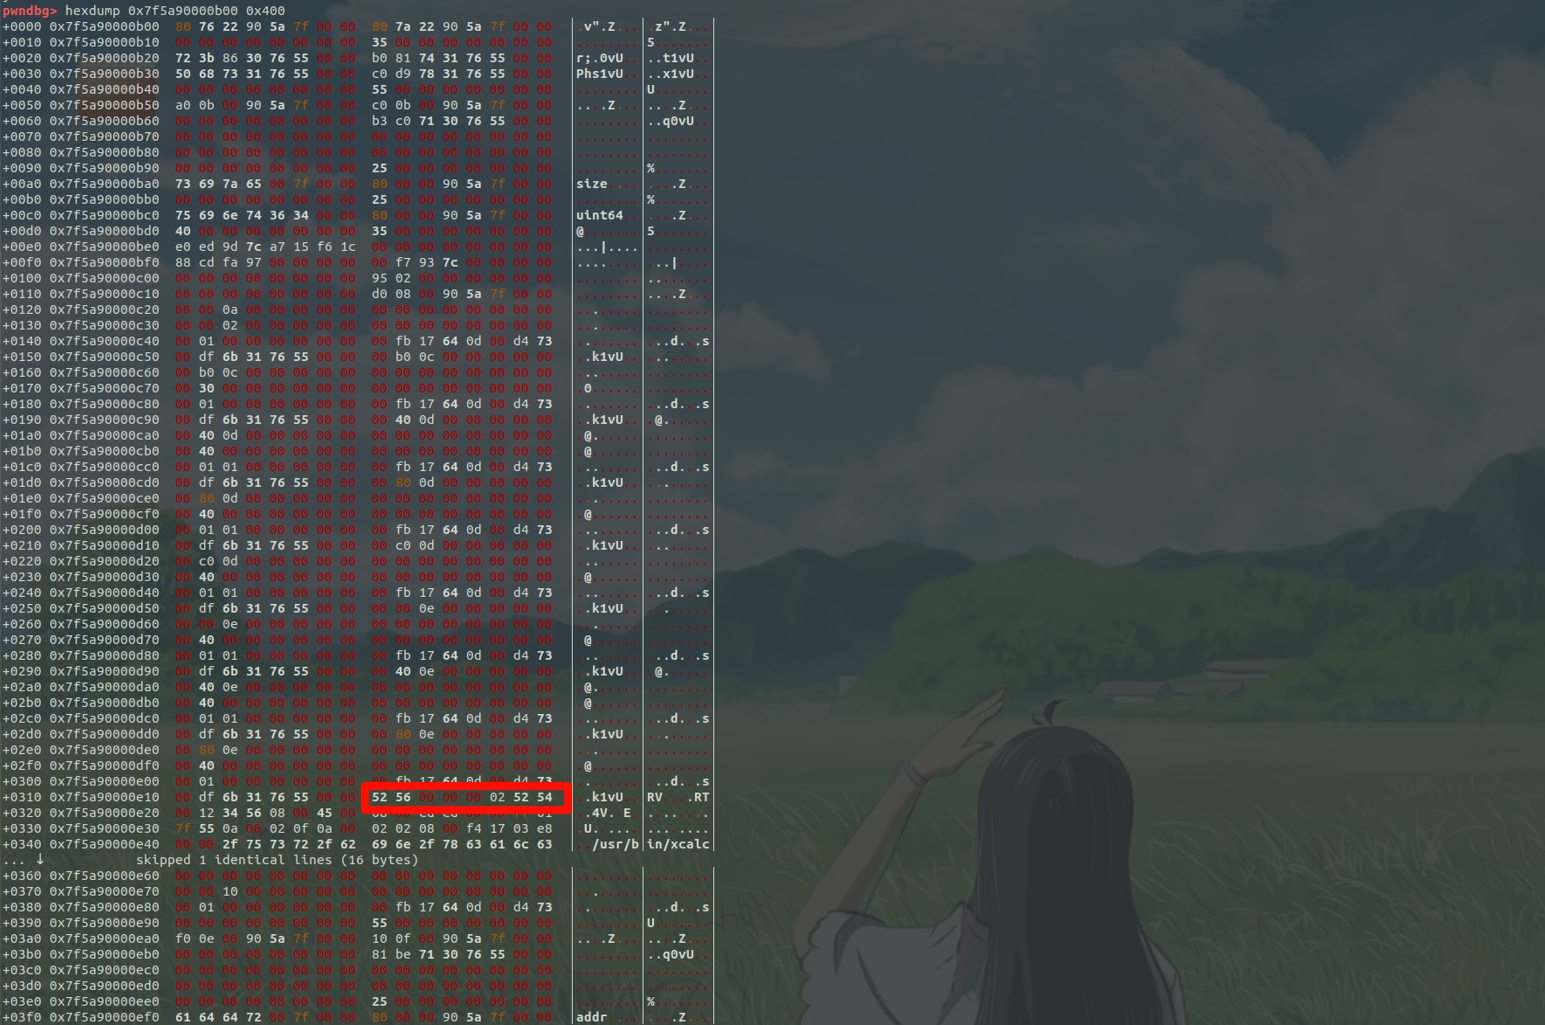 pwndbg> hexdump 0x7f5a90000b00 0x400
+0000 0x7f5a90000b00 80 76 22 90 5a 7f 00 00 80 7a 22 90 5a 7f 00 00 |.v".Z...|.z".Z...|
+0010 0x7f5a90000b10 00 00 00 00 00 00 00 00 35 00 00 00 00 00 00 00 |........|5.......|
+0020 0x7f5a90000b20 72 3b 86 30 76 55 00 00 b0 81 74 31 76 55 00 00 |r;.0vU..|..t1vU..|
+0030 0x7f5a90000b30 50 68 73 31 76 55 00 00 c0 d9 78 31 76 55 00 00 |Phs1vU..|..x1vU..|
+0040 0x7f5a90000b40 00 00 00 00 00 00 00 00 55 00 00 00 00 00 00 00 |........|U.......|
+0050 0x7f5a90000b50 a0 0b 00 90 5a 7f 00 00 c0 0b 00 90 5a 7f 00 00 |....Z...|....Z...|
+0060 0x7f5a90000b60 00 00 00 00 00 00 00 00 b3 c0 71 30 76 55 00 00 |........|..q0vU..|
+0070 0x7f5a90000b70 00 00 00 00 00 00 00 00 00 00 00 00 00 00 00 00 |........|........|
+0080 0x7f5a90000b80 00 00 00 00 00 00 00 00 00 00 00 00 00 00 00 00 |........|........|
+0090 0x7f5a90000b90 00 00 00 00 00 00 00 00 25 00 00 00 00 00 00 00 |........|%.......|
+00a0 0x7f5a90000ba0 73 69 7a 65 00 7f 00 00 80 00 00 90 5a 7f 00 00 |size....|....Z...|
+00b0 0x7f5a90000bb0 00 00 00 00 00 00 00 00 25 00 00 00 00 00 00 00 |........|%.......|
+00c0 0x7f5a90000bc0 75 69 6e 74 36 34 00 00 80 00 00 90 5a 7f 00 00 |uint64..|....Z...|
+00d0 0x7f5a90000bd0 40 00 00 00 00 00 00 00 35 00 00 00 00 00 00 00 |@.......|5.......|
+00e0 0x7f5a90000be0 e0 ed 9d 7c a7 15 f6 1c 00 00 00 00 00 00 00 00 |...|....|........|
+00f0 0x7f5a90000bf0 88 cd fa 97 00 00 00 00 00 f7 93 7c 00 00 00 00 |........|...|....|
+0100 0x7f5a90000c00 00 00 00 00 00 00 00 00 95 02 00 00 00 00 00 00 |........|........|
+0110 0x7f5a90000c10 00 00 00 00 00 00 00 00 d0 08 00 90 5a 7f 00 00 |........|....Z...|
+0120 0x7f5a90000c20 00 00 0a 00 00 00 00 00 00 00 00 00 00 00 00 00 |........|........|
+0130 0x7f5a90000c30 00 00 02 00 00 00 00 00 00 00 00 00 00 00 00 00 |........|........|
+0140 0x7f5a90000c40 00 01 00 00 00 00 00 00 00 fb 17 64 0d 00 d4 73 |........|...d...s|
+0150 0x7f5a90000c50 00 df 6b 31 76 55 00 00 00 b0 0c 00 00 00 00 00 |..k1vU..|........|
+0160 0x7f5a90000c60 00 b0 0c 00 00 00 00 00 00 00 00 00 00 00 00 00 |........|........|
+0170 0x7f5a90000c70 00 30 00 00 00 00 00 00 00 00 00 00 00 00 00 00 |.0......|........|
+0180 0x7f5a90000c80 00 01 00 00 00 00 00 00 00 fb 17 64 0d 00 d4 73 |........|...d...s|
+0190 0x7f5a90000c90 00 df 6b 31 76 55 00 00 00 40 0d 00 00 00 00 00 |..k1vU..|.@......|
+01a0 0x7f5a90000ca0 00 40 0d 00 00 00 00 00 00 00 00 00 00 00 00 00 |.@......|........|
+01b0 0x7f5a90000cb0 00 40 00 00 00 00 00 00 00 00 00 00 00 00 00 00 |.@......|........|
+01c0 0x7f5a90000cc0 00 01 01 00 00 00 00 00 00 fb 17 64 0d 00 d4 73 |........|...d...s|
+01d0 0x7f5a90000cd0 00 df 6b 31 76 55 00 00 00 80 0d 00 00 00 00 00 |..k1vU..|........|
+01e0 0x7f5a90000ce0 00 80 0d 00 00 00 00 00 00 00 00 00 00 00 00 00 |........|........|
+01f0 0x7f5a90000cf0 00 40 00 00 00 00 00 00 00 00 00 00 00 00 00 00 |.@......|........|
+0200 0x7f5a90000d00 00 01 01 00 00 00 00 00 00 fb 17 64 0d 00 d4 73 |........|...d...s|
+0210 0x7f5a90000d10 00 df 6b 31 76 55 00 00 00 c0 0d 00 00 00 00 00 |..k1vU..|........|
+0220 0x7f5a90000d20 00 c0 0d 00 00 00 00 00 00 00 00 00 00 00 00 00 |........|........|
+0230 0x7f5a90000d30 00 40 00 00 00 00 00 00 00 00 00 00 00 00 00 00 |.@......|........|
+0240 0x7f5a90000d40 00 01 01 00 00 00 00 00 00 fb 17 64 0d 00 d4 73 |........|...d...s|
+0250 0x7f5a90000d50 00 df 6b 31 76 55 00 00 00 00 0e 00 00 00 00 00 |..k1vU..|........|
+0260 0x7f5a90000d60 00 00 0e 00 00 00 00 00 00 00 00 00 00 00 00 00 |........|........|
+0270 0x7f5a90000d70 00 40 00 00 00 00 00 00 00 00 00 00 00 00 00 00 |.@......|........|
+0280 0x7f5a90000d80 00 01 01 00 00 00 00 00 00 fb 17 64 0d 00 d4 73 |........|...d...s|
+0290 0x7f5a90000d90 00 df 6b 31 76 55 00 00 00 40 0e 00 00 00 00 00 |..k1vU..|.@......|
+02a0 0x7f5a90000da0 00 40 0e 00 00 00 00 00 00 00 00 00 00 00 00 00 |.@......|........|
+02b0 0x7f5a90000db0 00 40 00 00 00 00 00 00 00 00 00 00 00 00 00 00 |.@......|........|
+02c0 0x7f5a90000dc0 00 01 01 00 00 00 00 00 00 fb 17 64 0d 00 d4 73 |........|...d...s|
+02d0 0x7f5a90000dd0 00 df 6b 31 76 55 00 00 00 80 0e 00 00 00 00 00 |..k1vU..|........|
+02e0 0x7f5a90000de0 00 80 0e 00 00 00 00 00 00 00 00 00 00 00 00 00 |........|........|
+02f0 0x7f5a90000df0 00 40 00 00 00 00 00 00 00 00 00 00 00 00 00 00 |.@......|........|
+0300 0x7f5a90000e00 00 01 00 00 00 00 00 00 00 fb 17 64 0d 00 d4 73 |........|...d...s|
+0310 0x7f5a90000e10 00 df 6b 31 76 55 00 00 52 56 00 00 00 02 52 54 |..k1vU..|RV....RT|
+0320 0x7f5a90000e20 00 12 34 56 08 00 45 00 |..4V..E.|........|
+0330 0x7f5a90000e30 7f 55 0a 00 02 0f 0a 00 02 02 08 00 f4 17 03 e8 |.U......|........|
+0340 0x7f5a90000e40 00 00 2f 75 73 72 2f 62 69 6e 2f 78 63 61 6c 63 |../usr/b|in/xcalc|
... ↓ skipped 1 identical lines (16 bytes)
+0360 0x7f5a90000e60 00 00 00 00 00 00 00 00 00 00 00 00 00 00 00 00 |........|........|
+0370 0x7f5a90000e70 00 00 10 00 00 00 00 00 00 00 00 00 00 00 00 00 |........|........|
+0380 0x7f5a90000e80 00 01 00 00 00 00 00 00 00 fb 17 64 0d 00 d4 73 |........|...d...s|
+0390 0x7f5a90000e90 00 00 00 00 00 00 00 00 55 00 00 00 00 00 00 00 |........|U.......|
+03a0 0x7f5a90000ea0 f0 0e 00 90 5a 7f 00 00 10 0f 00 90 5a 7f 00 00 |....Z...|....Z...|
+03b0 0x7f5a90000eb0 00 00 00 00 00 00 00 00 81 be 71 30 76 55 00 00 |........|..q0vU..|
+03c0 0x7f5a90000ec0 00 00 00 00 00 00 00 00 00 00 00 00 00 00 00 00 |........|........|
+03d0 0x7f5a90000ed0 00 00 00 00 00 00 00 00 00 00 00 00 00 00 00 00 |........|........|
+03e0 0x7f5a90000ee0 00 00 00 00 00 00 00 00 25 00 00 00 00 00 00 00 |........|%.......|
+03f0 0x7f5a90000ef0 61 64 64 72 00 7f 00 00 80 00 00 90 5a 7f 00 00 |addr....|....Z...|